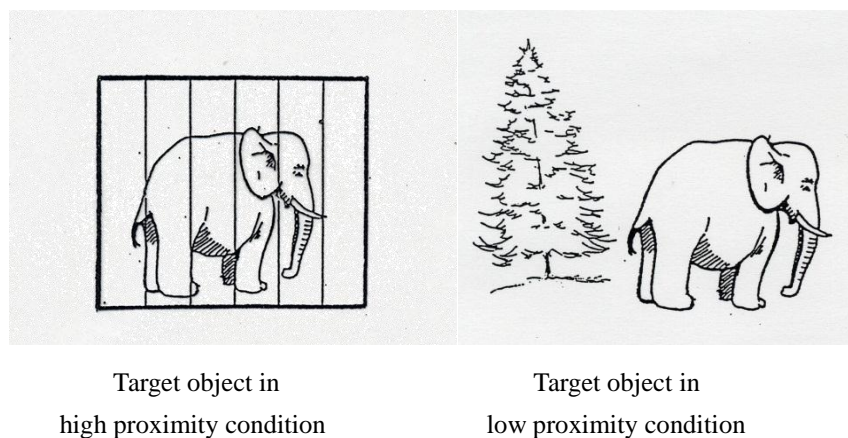 Target object in
high proximity condition
Target object in
low proximity condition